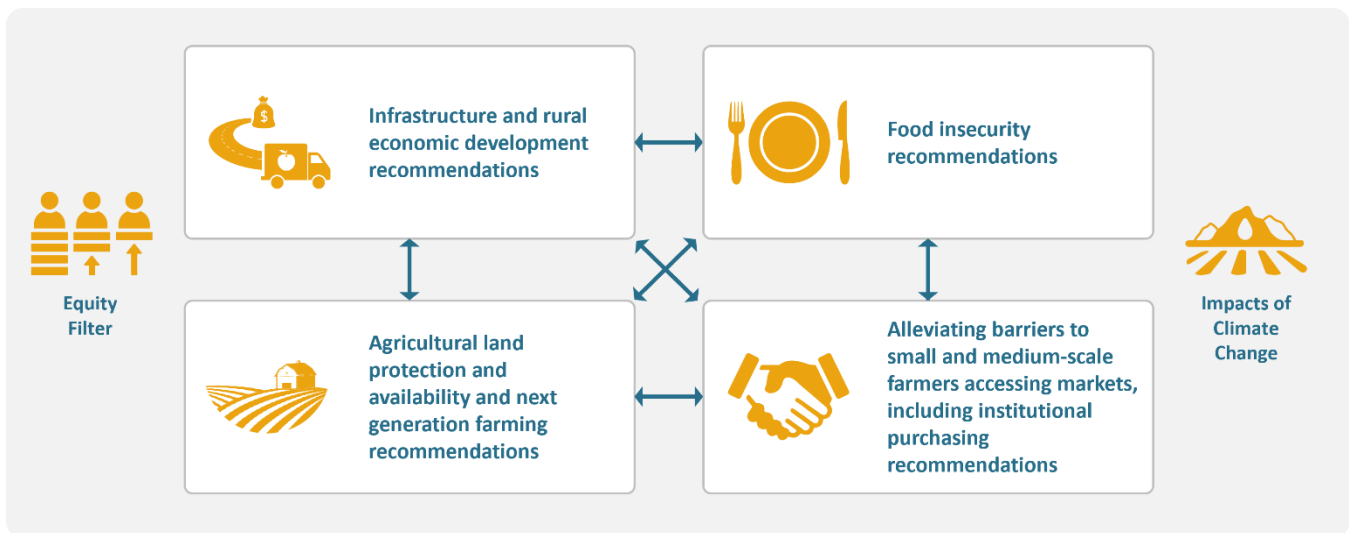 $
Infrastructure and rural
economic development
recommendations
Food insecurity
recommendations
Equity
Filter
Agricultural land
protection and
availability and next
generation farming
recommendations
Alleviating barriers to
small and medium-scale
farmers accessing markets,
including institutional
purchasing
recommendations
Impacts of
Climate
Change